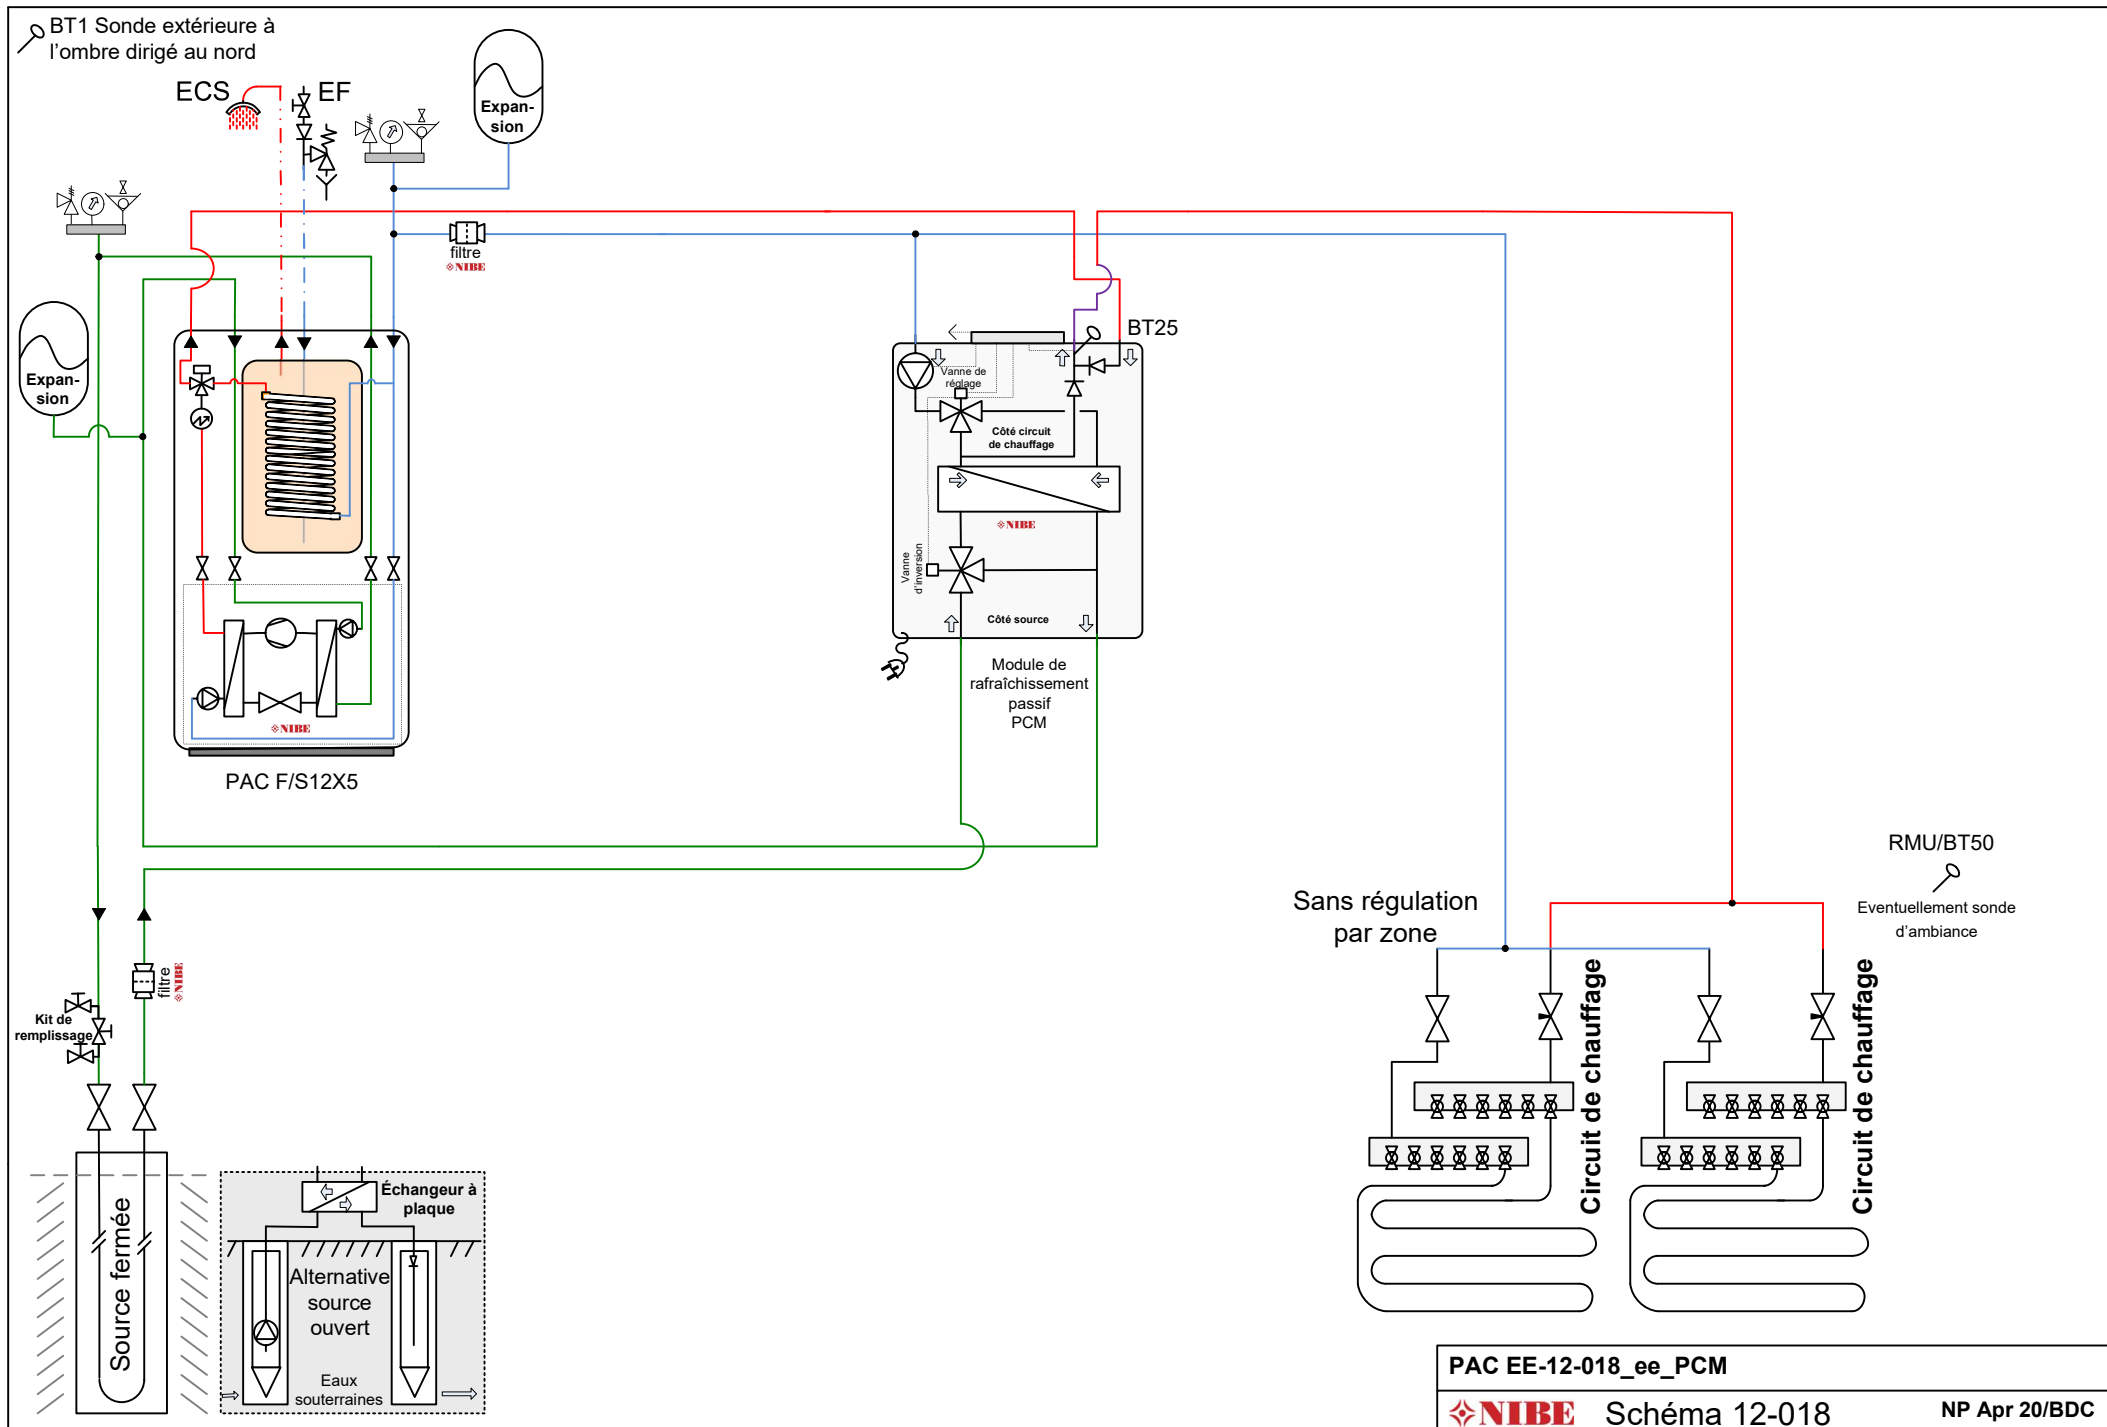 BT1 Sonde extérieure à
l'ombre dirigé au nord
ECS
EF
Expan-
sion
filtre
NIBE
Expan-
sion
BT25
Vanne de
réglage
Côté circuit
de chauffage
NIBE
Vanne
d'inversion
Côté source
Module de
rafraîchissement
passif
PCM
NIBE
PAC F/S12X5
RMU/BT50
Eventuellement sonde
d'ambiance
Sans régulation
par zone
Circuit de chauffage
Circuit de chauffage
filtre
NIBE
Kit de
remplissage
Source fermée
Échangeur à
plaque
Alternative
source
ouvert
Eaux
souterraines
PAC EE-12-018_ee_PCM
NIBE Schéma 12-018 NP Apr 20/BDC